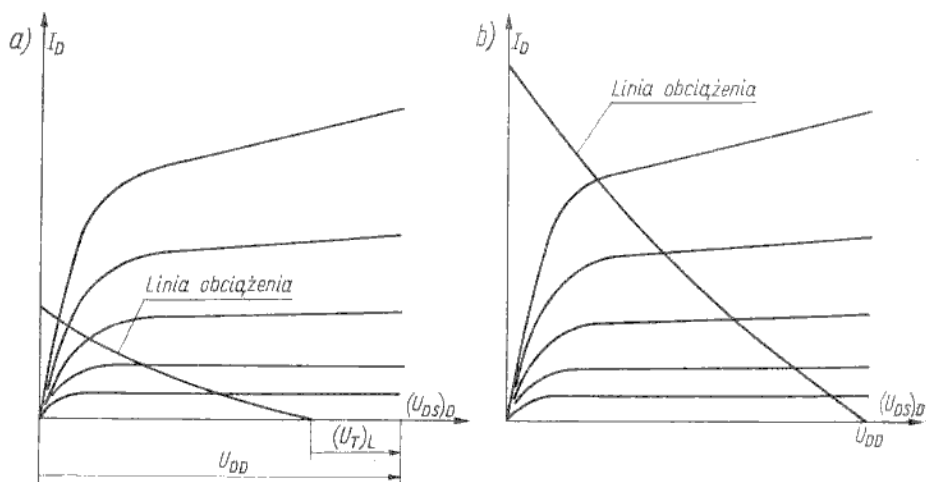 a)
I_D
Linia obciążenia
(U_DS)_D
(U_T)_L
U_DD
b)
I_D
Linia obciążenia
(U_DS)_D
U_DD